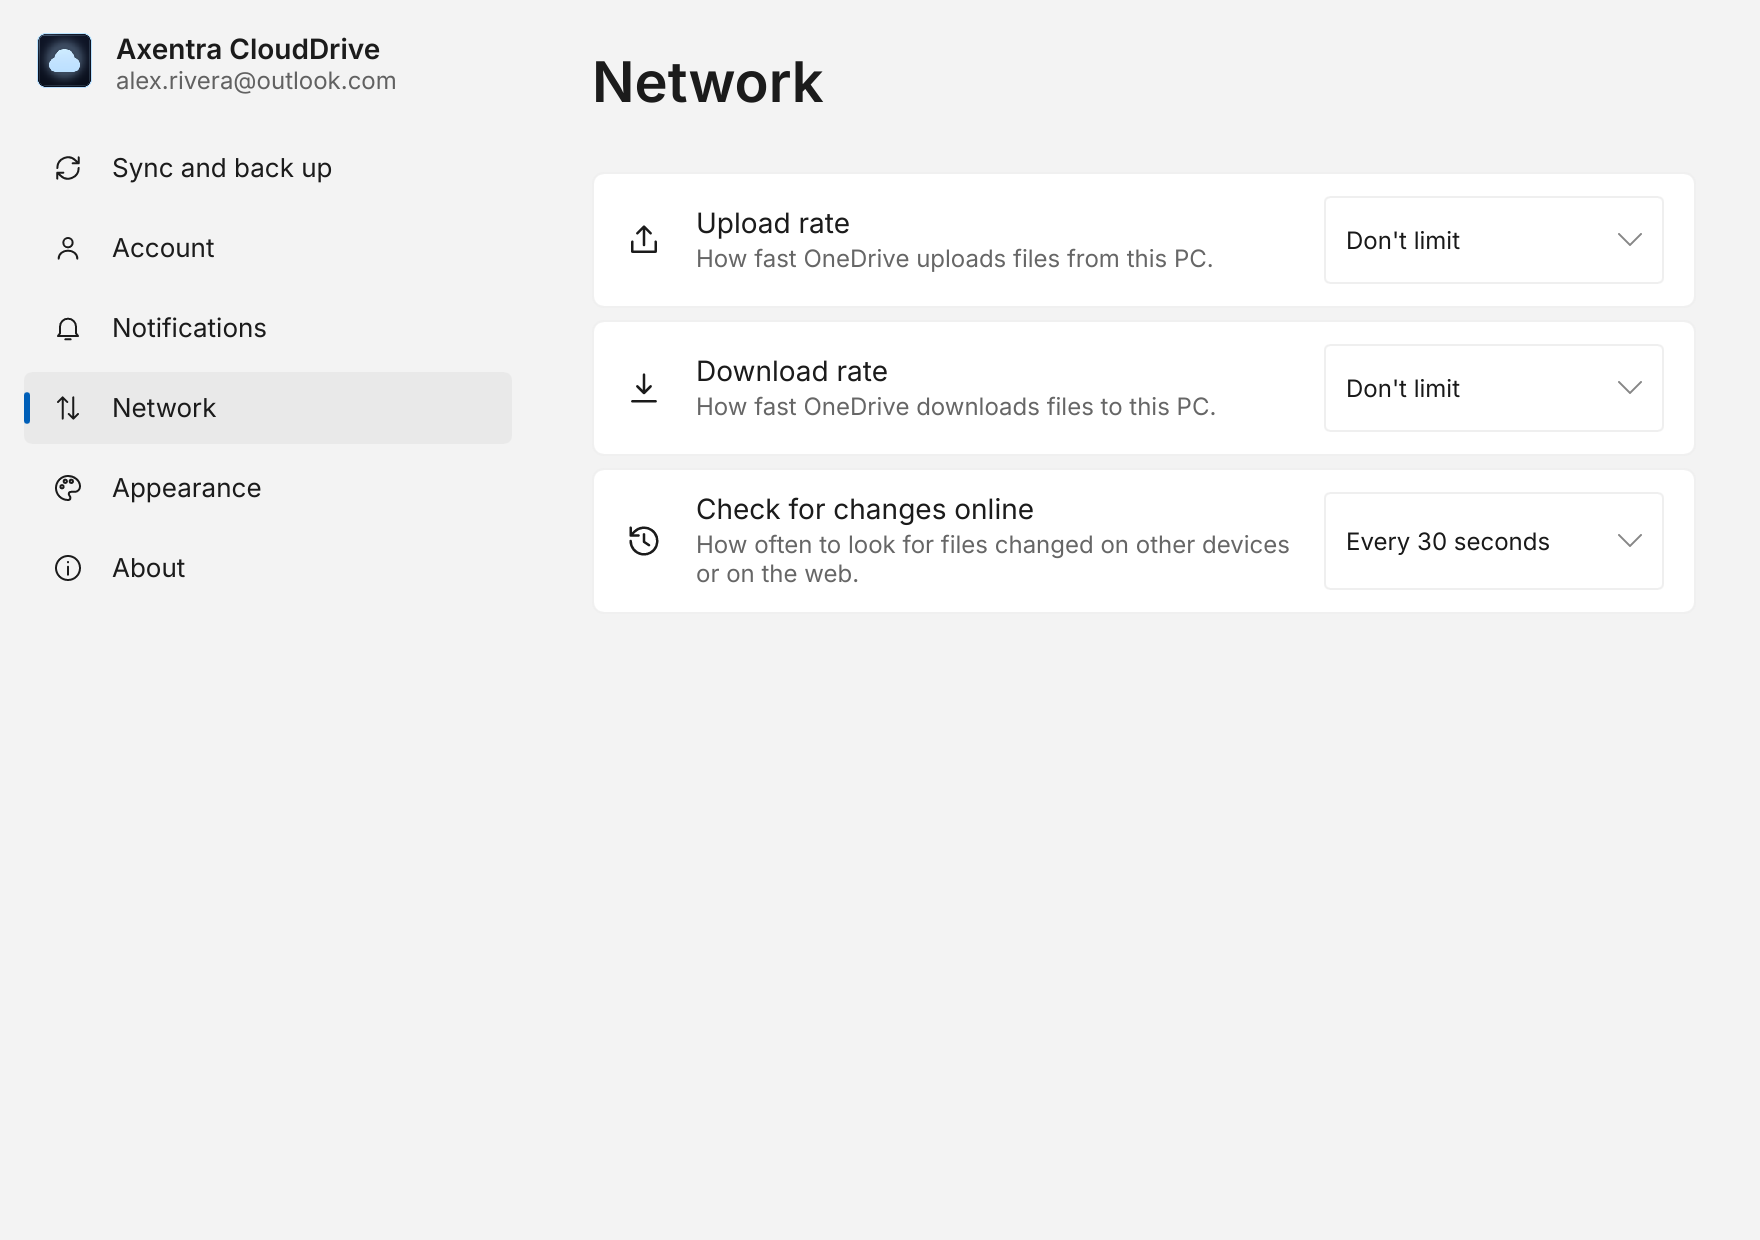 Axentra CloudDrive
alex.rivera@outlook.com
Sync and back up
Account
Notifications
Network
Appearance
About
Network
Upload rate
How fast OneDrive uploads files from this PC.
Don't limit
Download rate
How fast OneDrive downloads files to this PC.
Don't limit
Check for changes online
How often to look for files changed on other devices
or on the web.
Every 30 seconds